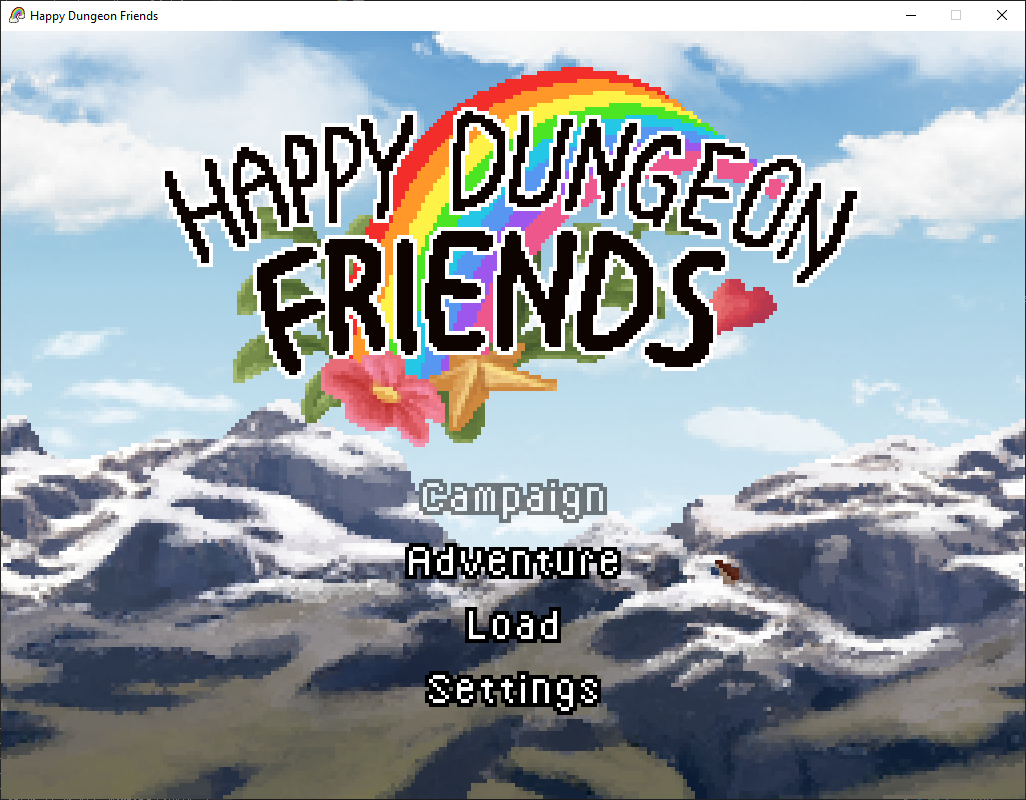 Happy Dungeon Friends
HAPPY DUNGEON
FRIENDS
Campaign
Adventure
Load
Settings